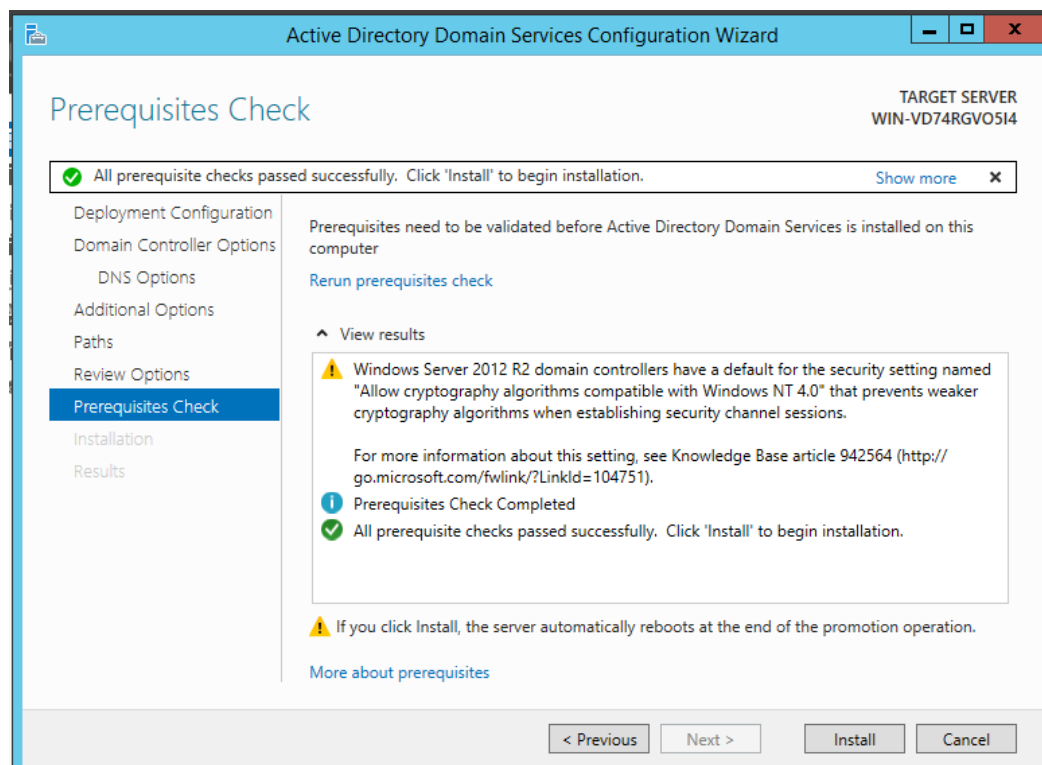 Active Directory Domain Services Configuration Wizard
Prerequisites Check
TARGET SERVER
WIN-VD74RGVO5I4
All prerequisite checks passed successfully. Click 'Install' to begin installation.
Show more
Deployment Configuration
Domain Controller Options
DNS Options
Additional Options
Paths
Review Options
Prerequisites Check
Installation
Results
Prerequisites need to be validated before Active Directory Domain Services is installed on this
computer
Rerun prerequisites check
View results
Windows Server 2012 R2 domain controllers have a default for the security setting named
"Allow cryptography algorithms compatible with Windows NT 4.0" that prevents weaker
cryptography algorithms when establishing security channel sessions.
For more information about this setting, see Knowledge Base article 942564 (http://
go.microsoft.com/fwlink/?LinkId=104751).
Prerequisites Check Completed
All prerequisite checks passed successfully. Click 'Install' to begin installation.
If you click Install, the server automatically reboots at the end of the promotion operation.
More about prerequisites
< Previous
Next >
Install
Cancel